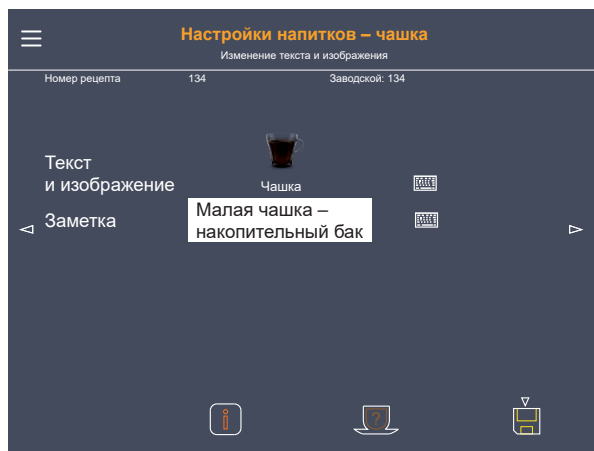 Настройки напитков – чашка
Изменение текста и изображения
Номер рецепта 134 Заводской: 134
Текст
и изображение
Чашка
Заметка
Малая чашка –
накопительный бак
i
?